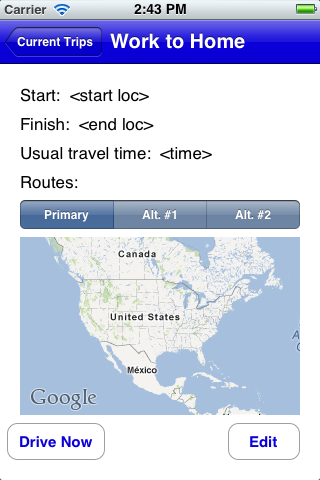 Carrier 2:43 PM
Current Trips Work to Home
Start: <start loc>
Finish: <end loc>
Usual travel time: <time>
Routes:
Primary Alt. #1 Alt. #2
Canada
United States
México
Google
Drive Now Edit